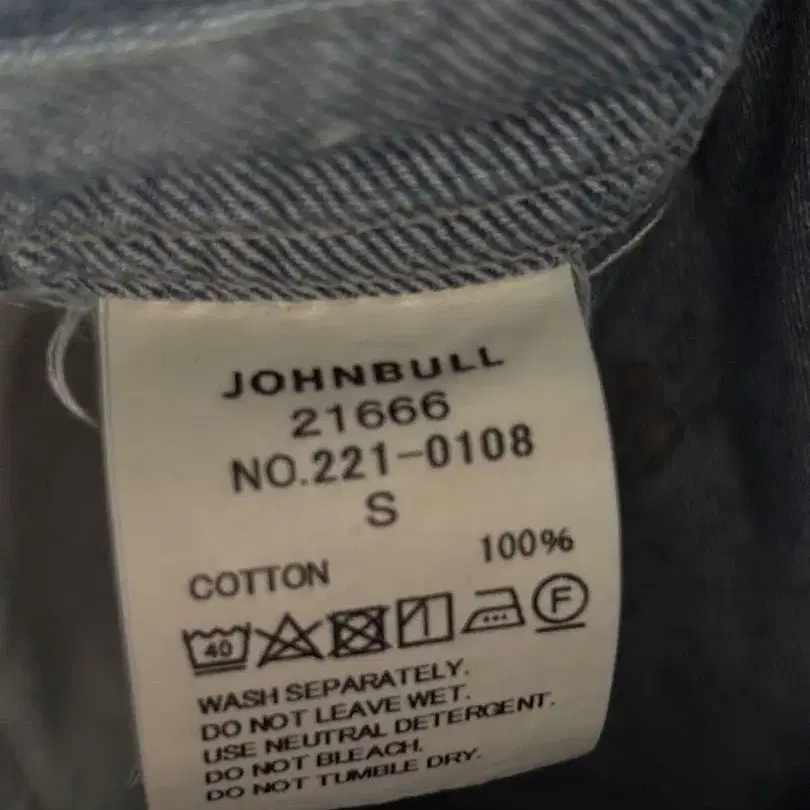 JOHNBULL
21666
NO.221-0108
S
COTTON 100%
40 F
WASH SEPARATELY.
DO NOT LEAVE WET.
USE NEUTRAL DETERGENT.
DO NOT BLEACH.
DO NOT TUMBLE DRY.